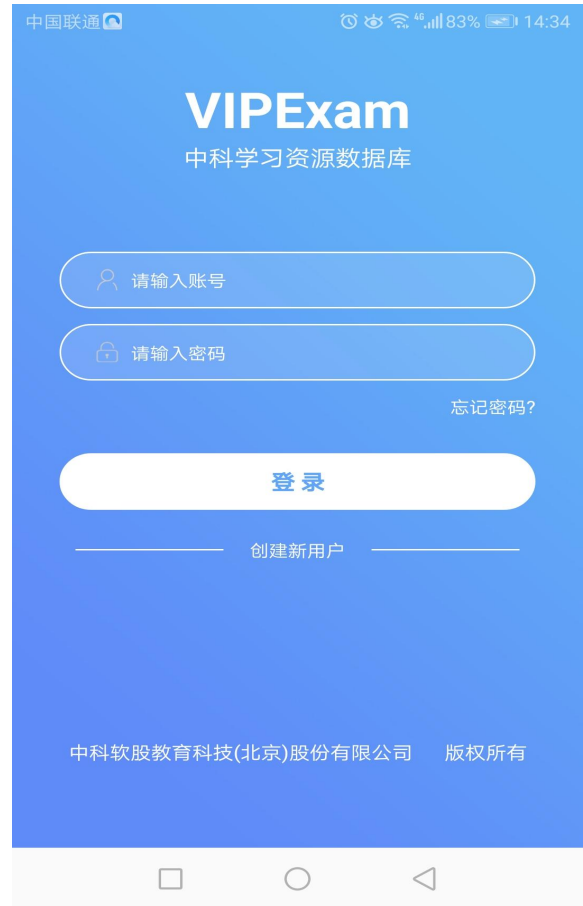 中国联通 4G 83% 14:34
VIPExam
中科学习资源数据库
请输入账号
请输入密码
忘记密码?
登录
创建新用户
中科软股教育科技(北京)股份有限公司 版权所有